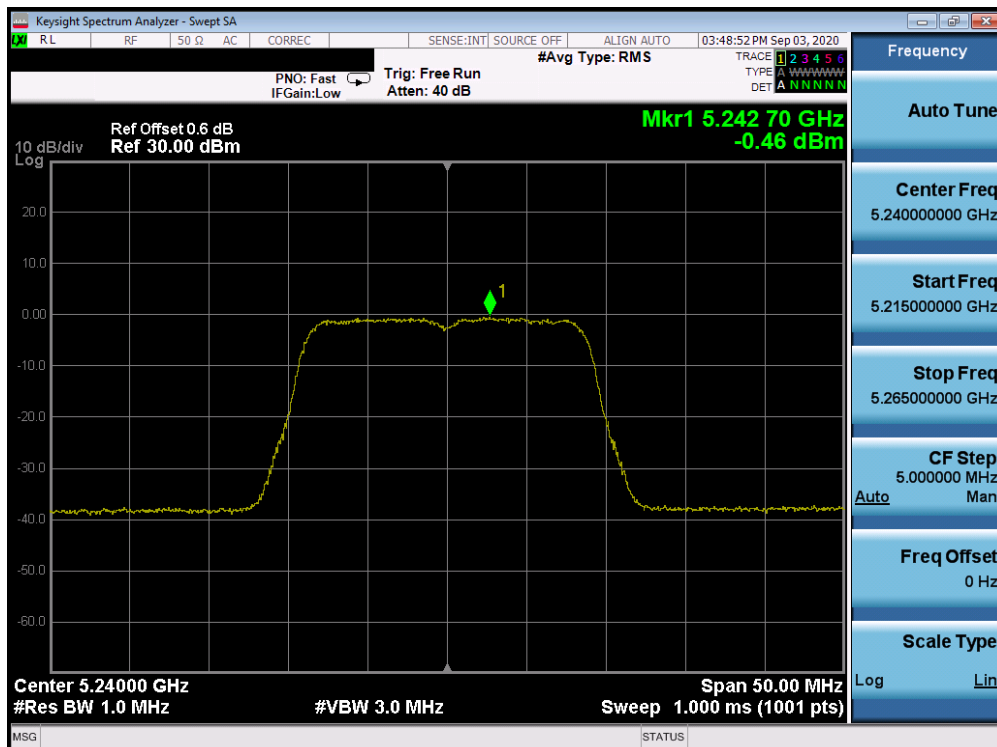 Keysight Spectrum Analyzer - Swept SA
LXI RL RF 50 Ω AC CORREC SENSE:INT SOURCE OFF ALIGN AUTO 03:48:52 PM Sep 03, 2020
PNO: Fast Trig: Free Run #Avg Type: RMS TRACE 1 2 3 4 5 6
TYPE A WWWWW
IFGain:Low Atten: 40 dB DET A N N N N N
Mkr1 5.242 70 GHz
-0.46 dBm
Ref Offset 0.6 dB
10 dB/div Ref 30.00 dBm
Log
1
20.0
10.0
0.00
-10.0
-20.0
-30.0
-40.0
-50.0
-60.0
Center 5.24000 GHz Span 50.00 MHz
#Res BW 1.0 MHz #VBW 3.0 MHz Sweep 1.000 ms (1001 pts)
MSG STATUS
Frequency
Auto Tune
Center Freq
5.240000000 GHz
Start Freq
5.215000000 GHz
Stop Freq
5.265000000 GHz
CF Step
5.000000 MHz
Auto Man
Freq Offset
0 Hz
Scale Type
Log Lin